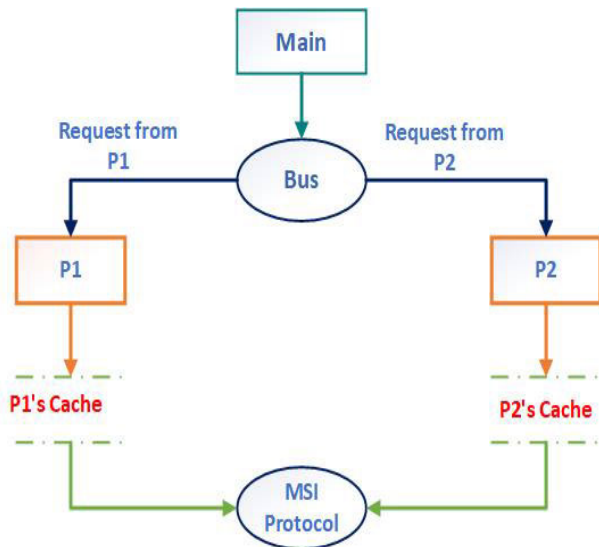 Main
Request from
P1
Request from
P2
Bus
P1
P2
P1's Cache
P2's Cache
MSI
Protocol